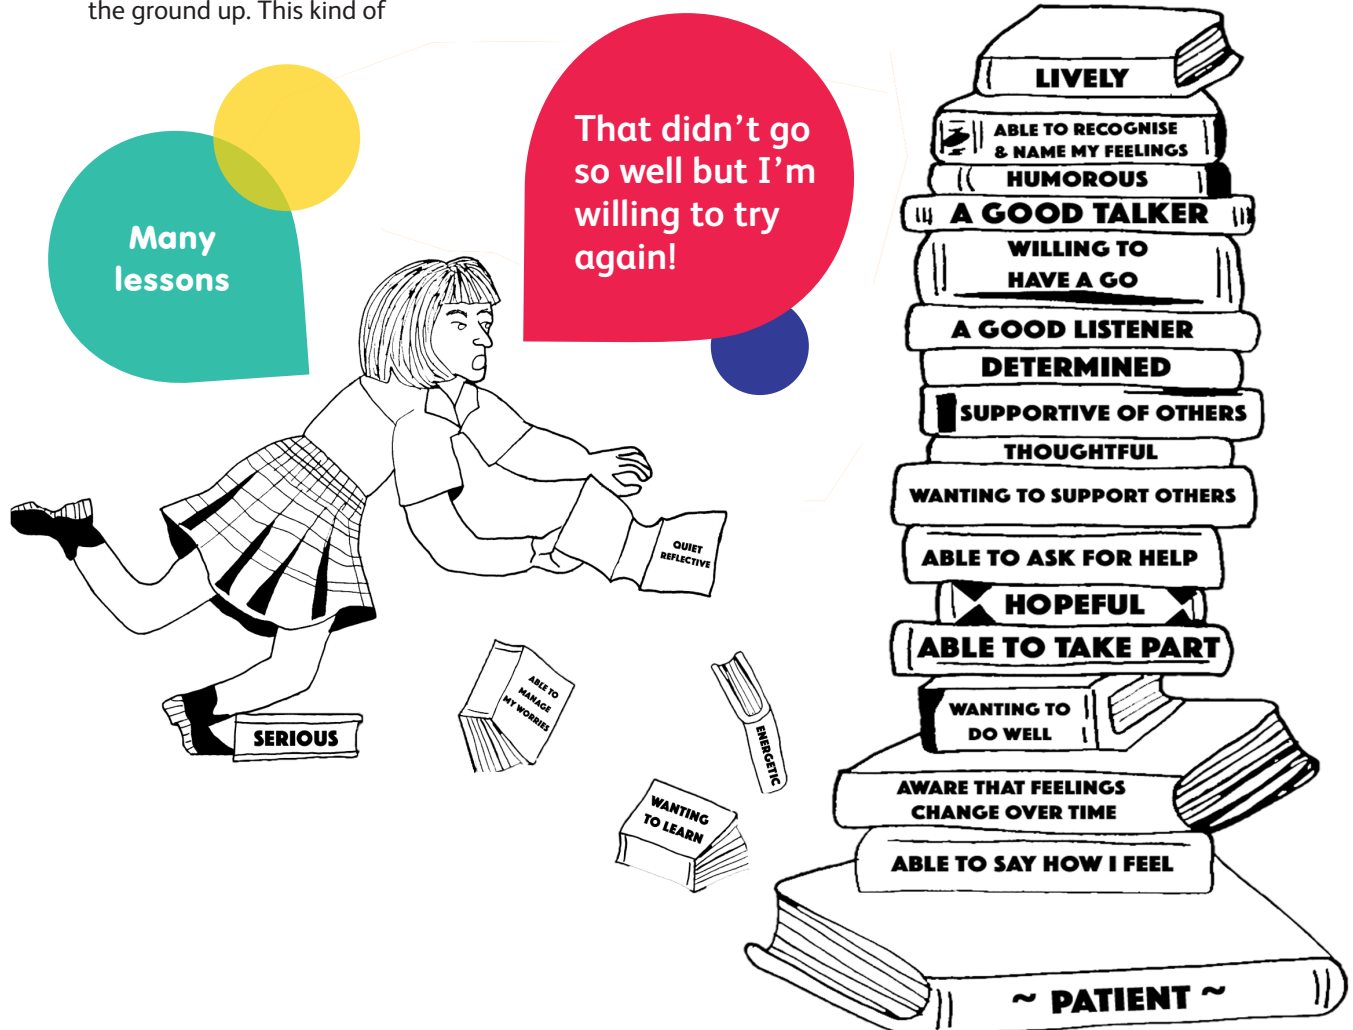 the ground up. This kind of
Many
lessons
That didn’t go
so well but I’m
willing to try
again!
QUIET
REFLECTIVE
SERIOUS
ABLE TO
MANAGE
MY WORRIES
ENERGETIC
WANTING
TO LEARN
LIVELY
ABLE TO RECOGNISE
& NAME MY FEELINGS
HUMOROUS
A GOOD TALKER
WILLING TO
HAVE A GO
A GOOD LISTENER
DETERMINED
SUPPORTIVE OF OTHERS
THOUGHTFUL
WANTING TO SUPPORT OTHERS
ABLE TO ASK FOR HELP
HOPEFUL
ABLE TO TAKE PART
WANTING TO
DO WELL
AWARE THAT FEELINGS
CHANGE OVER TIME
ABLE TO SAY HOW I FEEL
~ PATIENT ~